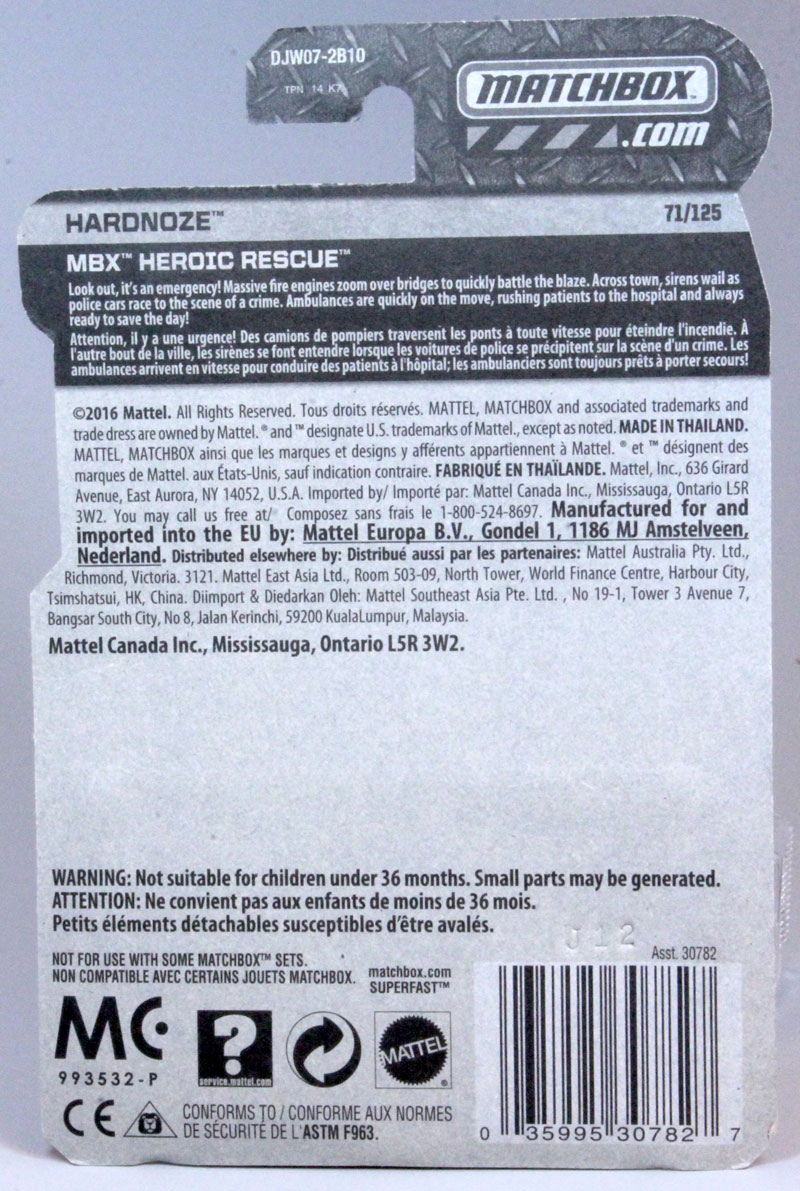 DJW07-2B10
TPN 14 K7
MATCHBOX
.COM
HARDNOZE™
71/125
MBX™ HEROIC RESCUE™
Look out, it's an emergency! Massive fire engines zoom over bridges to quickly battle the blaze. Across town, sirens wail as
police cars race to the scene of a crime. Ambulances are quickly on the move, rushing patients to the hospital and always
ready to save the day!
Attention, il y a une urgence! Des camions de pompiers traversent les ponts à toute vitesse pour éteindre l'incendie. À
l'autre bout de la ville, les sirènes se font entendre lorsque les voitures de police se précipitent sur la scène d'un crime. Les
ambulances arrivent en vitesse pour conduire des patients à l'hôpital; les ambulanciers sont toujours prêts à porter secours!
©2016 Mattel. All Rights Reserved. Tous droits réservés. MATTEL, MATCHBOX and associated trademarks and
trade dress are owned by Mattel. ® and ™ designate U.S. trademarks of Mattel., except as noted. MADE IN THAILAND.
MATTEL, MATCHBOX ainsi que les marques et designs y afférents appartiennent à Mattel. ® et ™ désignent des
marques de Mattel. aux États-Unis, sauf indication contraire. FABRIQUÉ EN THAÏLANDE. Mattel, Inc., 636 Girard
Avenue, East Aurora, NY 14052, U.S.A. Imported by/ Importé par: Mattel Canada Inc., Mississauga, Ontario L5R
3W2. You may call us free at/ Composez sans frais le 1-800-524-8697. Manufactured for and
imported into the EU by: Mattel Europa B.V., Gondel 1, 1186 MJ Amstelveen,
Nederland. Distributed elsewhere by: Distribué aussi par les partenaires: Mattel Australia Pty. Ltd.,
Richmond, Victoria. 3121. Mattel East Asia Ltd., Room 503-09, North Tower, World Finance Centre, Harbour City,
Tsimshatsui, HK, China. Diimport & Diedarkan Oleh: Mattel Southeast Asia Pte. Ltd. , No 19-1, Tower 3 Avenue 7,
Bangsar South City, No 8, Jalan Kerinchi, 59200 KualaLumpur, Malaysia.
Mattel Canada Inc., Mississauga, Ontario L5R 3W2.
WARNING: Not suitable for children under 36 months. Small parts may be generated.
ATTENTION: Ne convient pas aux enfants de moins de 36 mois.
Petits éléments détachables susceptibles d'être avalés.
J12
NOT FOR USE WITH SOME MATCHBOX™ SETS.
NON COMPATIBLE AVEC CERTAINS JOUETS MATCHBOX.
matchbox.com
SUPERFAST™
Asst. 30782
MC
993532-P
?
service.mattel.com
MATTEL
®
CE
CONFORMS TO / CONFORME AUX NORMES
DE SÉCURITÉ DE L'ASTM F963.
0 35995 30782 7